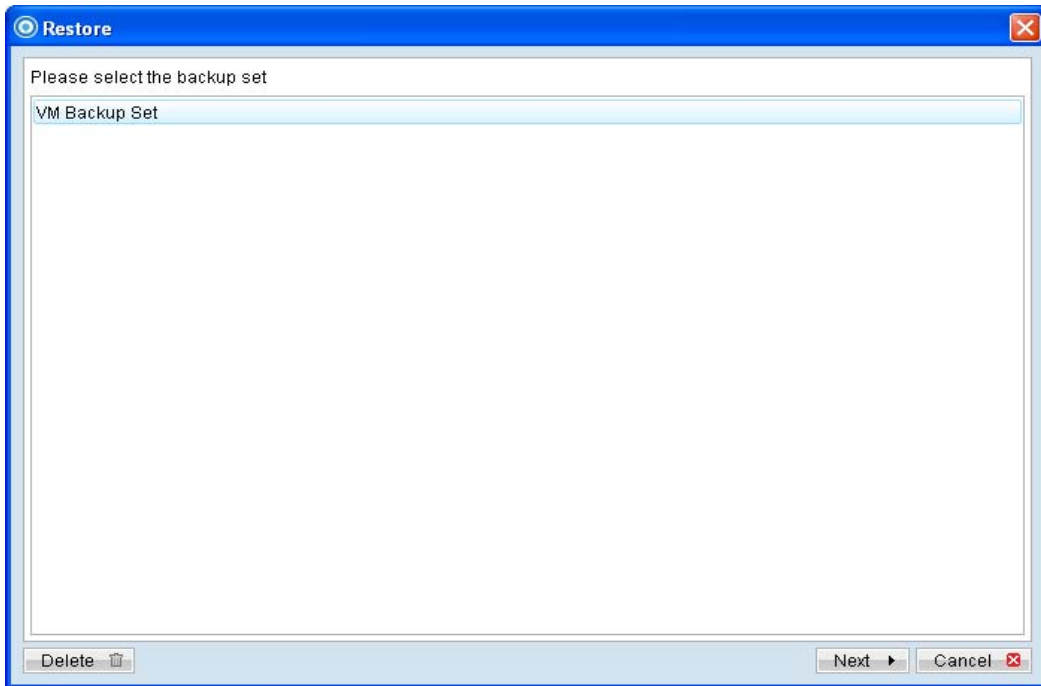 Restore
Please select the backup set
VM Backup Set
Delete
Next
Cancel